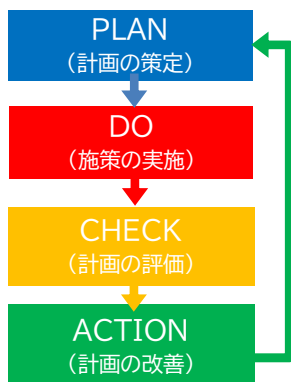 PLAN
（計画の策定）
DO
（施策の実施）
CHECK
（計画の評価）
ACTION
（計画の改善）